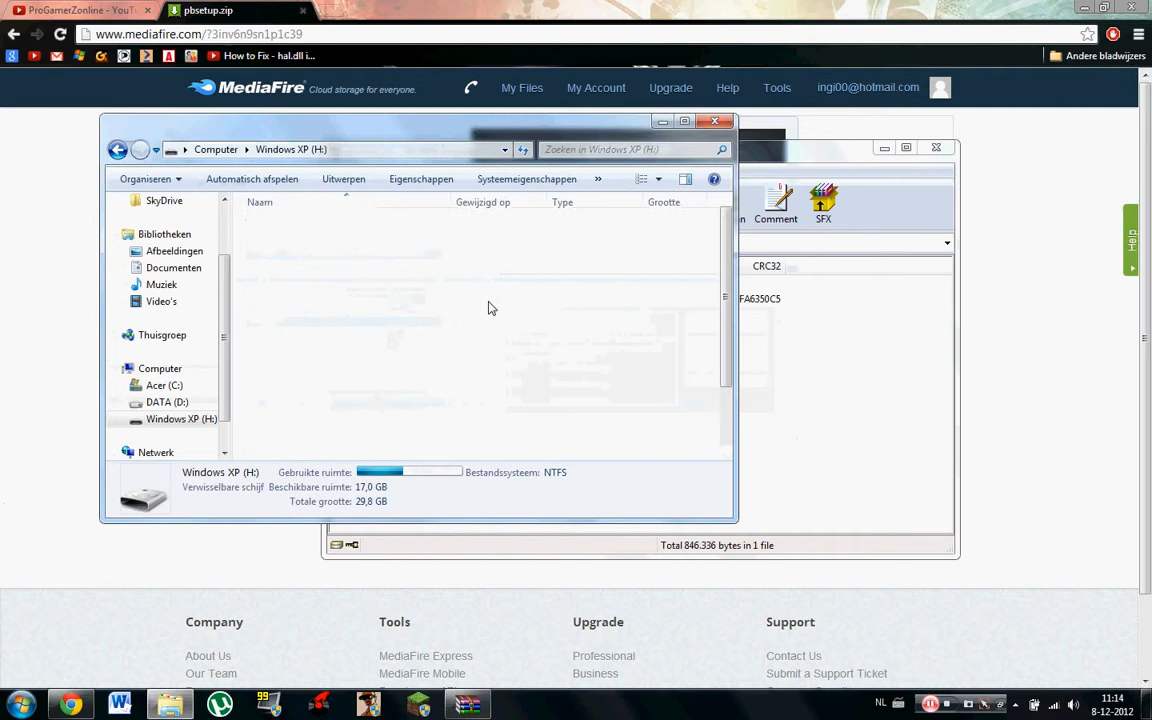 ProGamerZonline - YouTu
pbsetup.zip
www.mediafire.com/?3inv6n9sn1p1c39
How to Fix - hal.dll i
Andere bladwijzers
MediaFire Cloud storage for everyone.
My Files
My Account
Upgrade
Help
Tools
ingi00@hotmail.com
Computer
Windows XP (H:)
Zoeken in Windows XP (H:)
Organiseren
Automatisch afspelen
Uitwerpen
Eigenschappen
Systeemeigenschappen
»
Naam
Gewijzigd op
Type
Grootte
SkyDrive
Bibliotheken
Afbeeldingen
Documenten
Muziek
Video's
Thuisgroep
Computer
Acer (C:)
DATA (D:)
Windows XP (H:)
Netwerk
Windows XP (H:)
Gebruikte ruimte:
Bestandssysteem: NTFS
Verwisselbare schijf
Beschikbare ruimte: 17,0 GB
Totale grootte: 29,8 GB
Comment
SFX
CRC32
FA6350C5
Total 846.336 bytes in 1 file
Help
Company
Tools
Upgrade
Support
About Us
MediaFire Express
Professional
Contact Us
Our Team
MediaFire Mobile
Business
Submit a Support Ticket
99
NL
11:14
8-12-2012